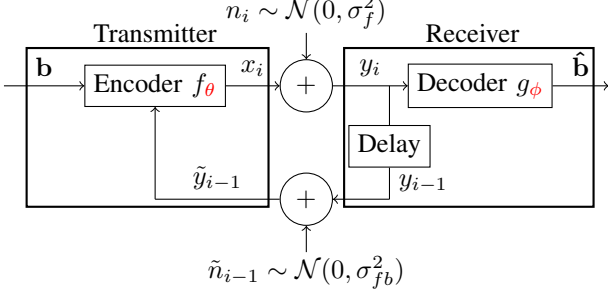 n_i ∼ 𝒩(0, σ_f^2)
Transmitter
Receiver
b
Encoder f_θ
x_i
+
y_i
Decoder g_ϕ
b̂
Delay
ỹ_{i−1}
+
y_{i−1}
ñ_{i−1} ∼ 𝒩(0, σ_{fb}^2)